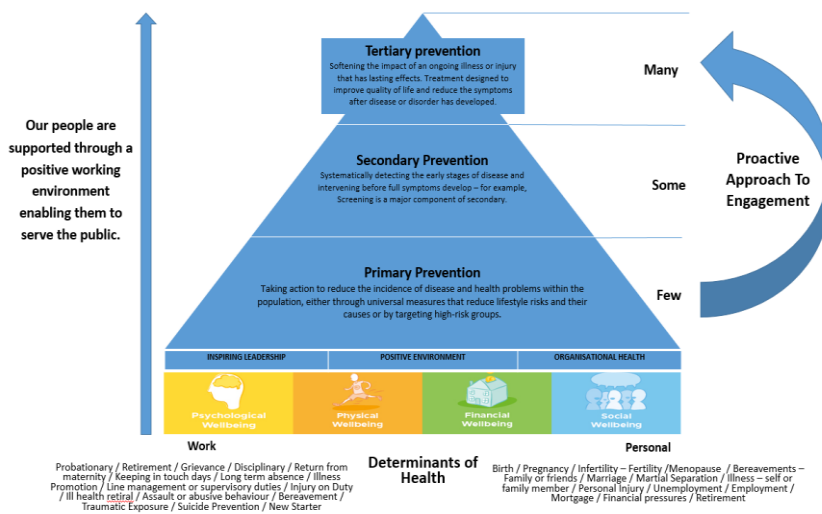 Tertiary prevention
Softening the impact of an ongoing illness or injury
that has lasting effects. Treatment designed to
improve quality of life and reduce the symptoms
after disease or disorder has developed.
Many
Our people are
supported through a
positive working
environment
enabling them to
serve the public.
Secondary Prevention
Systematically detecting the early stages of disease and
intervening before full symptoms develop – for example,
Screening is a major component of secondary.
Some
Proactive
Approach To
Engagement
Primary Prevention
Taking action to reduce the incidence of disease and health problems within the
population, either through universal measures that reduce lifestyle risks and their
causes or by targeting high-risk groups.
Few
INSPIRING LEADERSHIP
POSITIVE ENVIRONMENT
ORGANISATIONAL HEALTH
Psychological
Wellbeing
Physical
Wellbeing
Financial
Wellbeing
Social
Wellbeing
Work
Probationary / Retirement / Grievance / Disciplinary / Return from
maternity / Keeping in touch days / Long term absence / Illness
Promotion / Line management or supervisory duties / Injury on Duty
/ Ill health retiral / Assault or abusive behaviour / Bereavement /
Traumatic Exposure / Suicide Prevention / New Starter
Determinants of
Health
Personal
Birth / Pregnancy / Infertility – Fertility /Menopause / Bereavements –
Family or friends / Marriage / Martial Separation / Illness – self or
family member / Personal Injury / Unemployment / Employment /
Mortgage / Financial pressures / Retirement